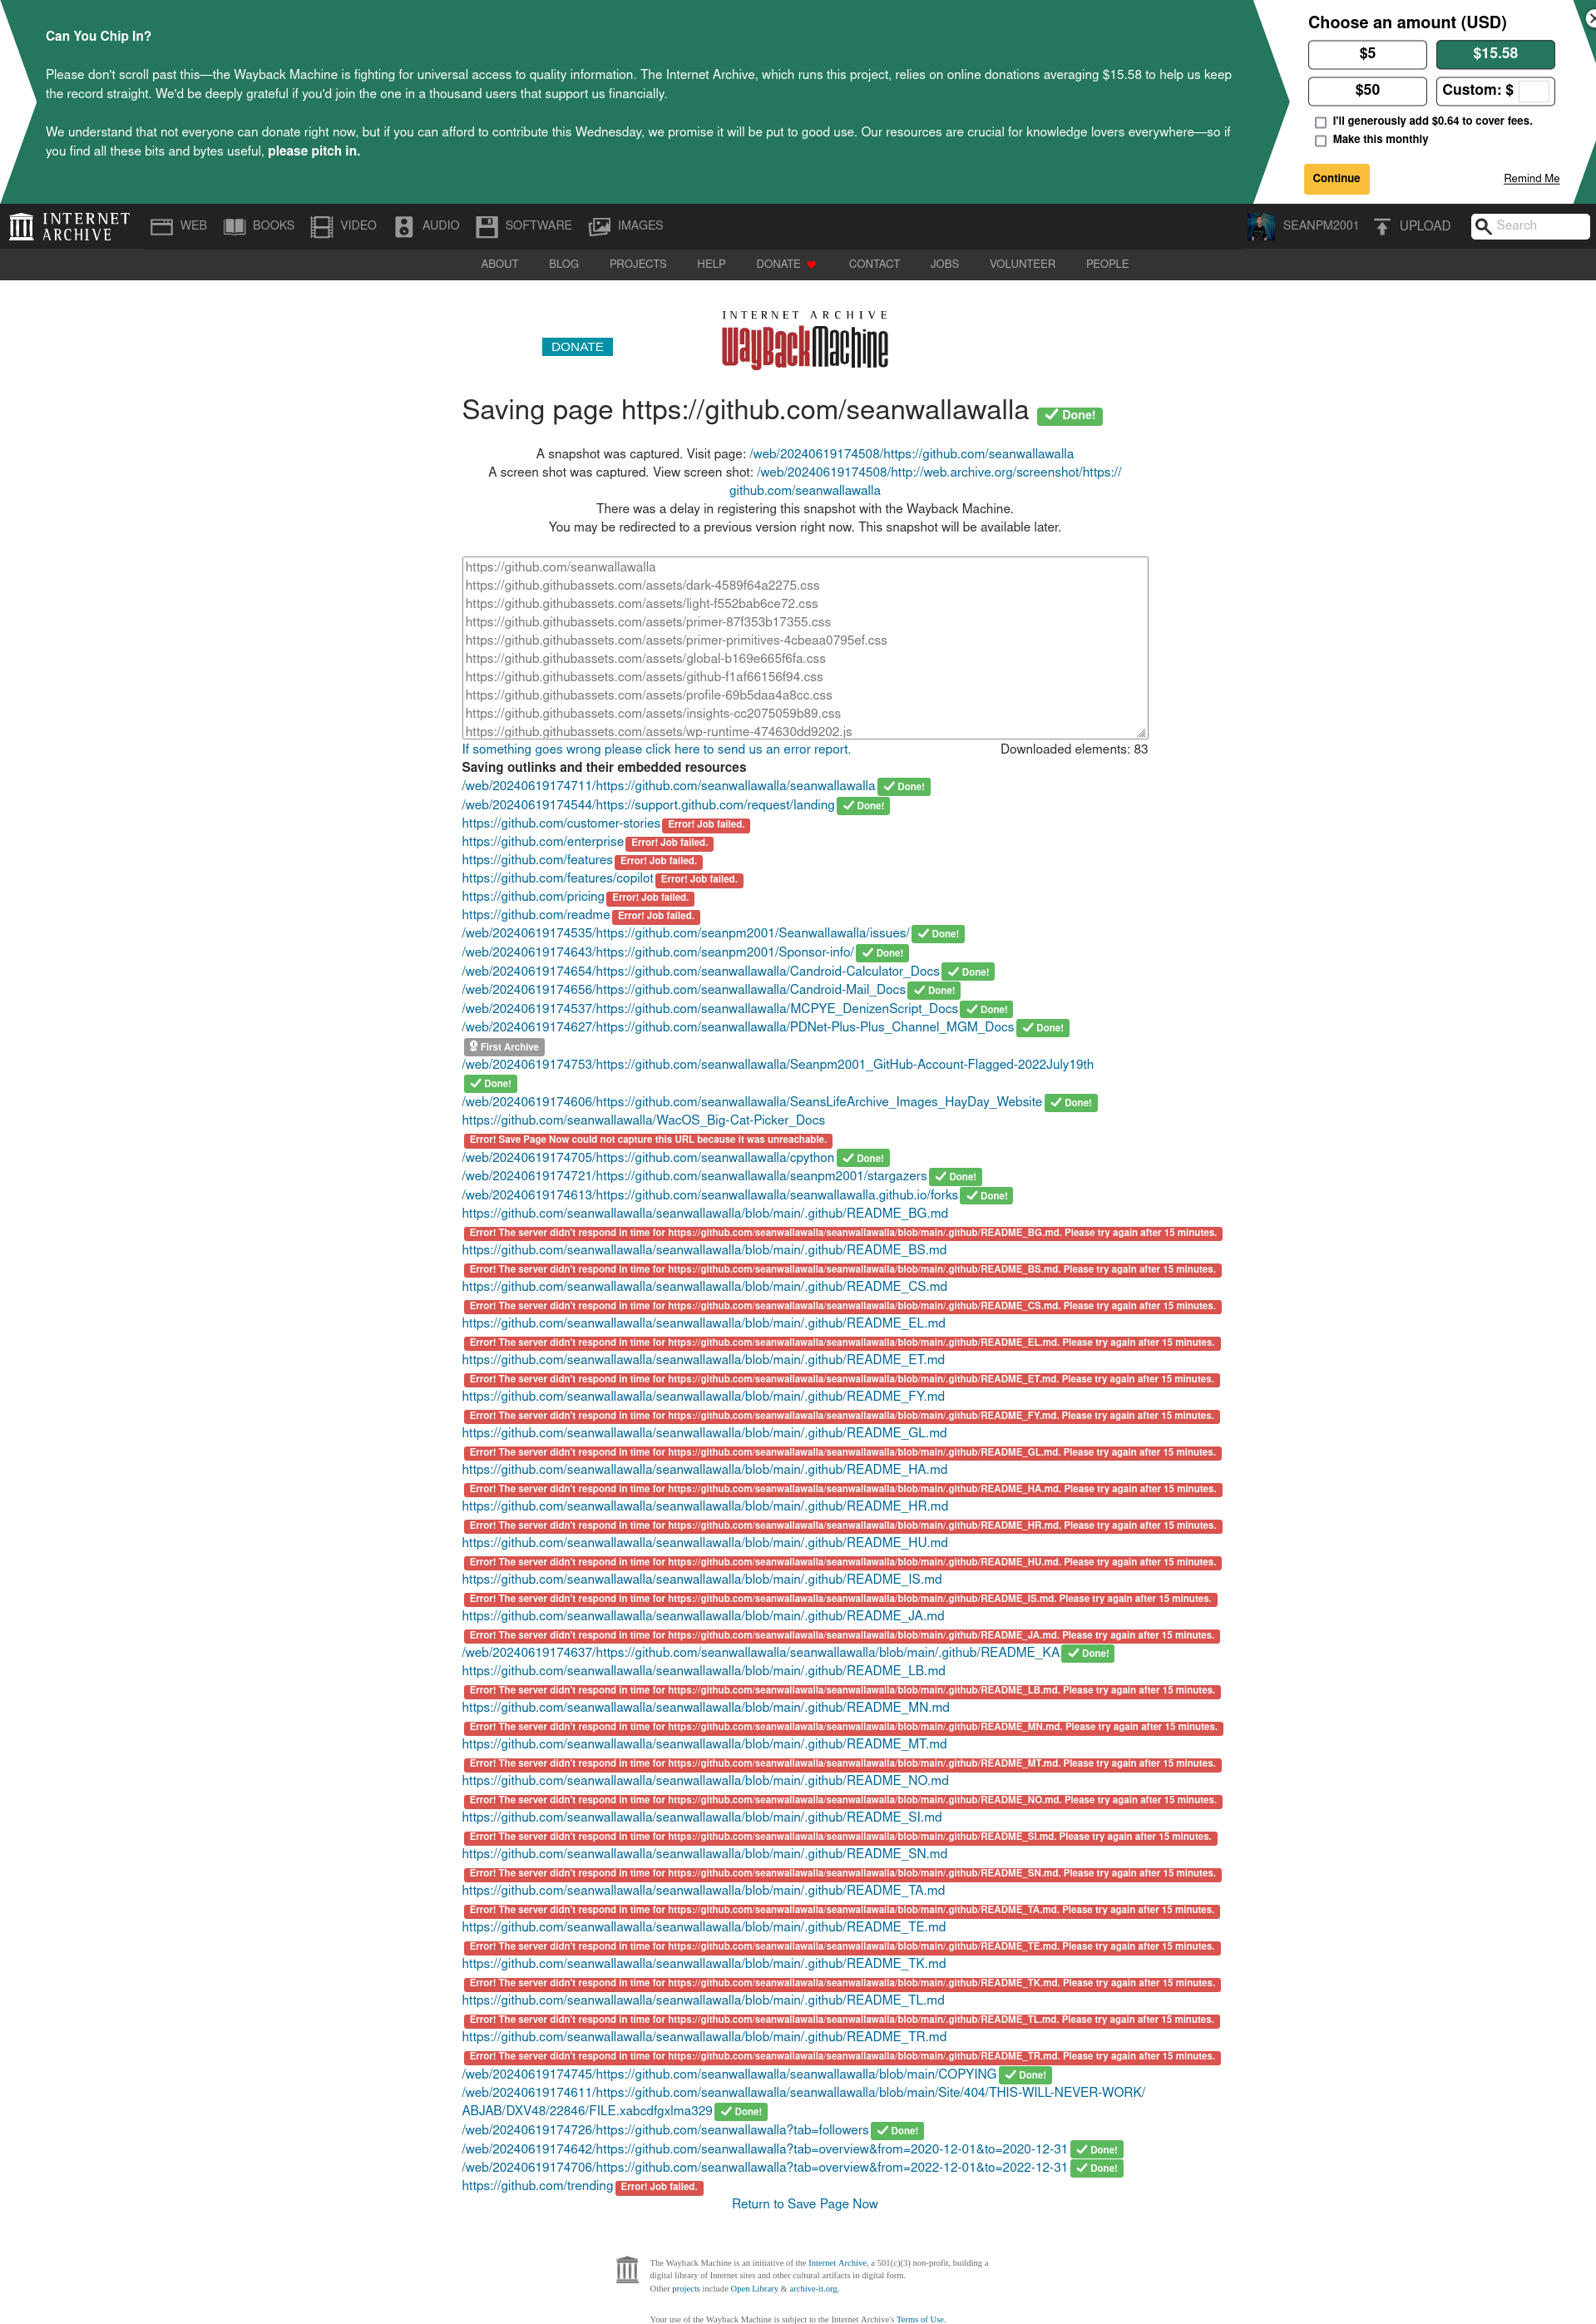 Can You Chip In?
Please don't scroll past this—the Wayback Machine is fighting for universal access to quality information. The Internet Archive, which runs this project, relies on online donations averaging $15.58 to help us keep
the record straight. We'd be deeply grateful if you'd join the one in a thousand users that support us financially.
We understand that not everyone can donate right now, but if you can afford to contribute this Wednesday, we promise it will be put to good use. Our resources are crucial for knowledge lovers everywhere—so if
you find all these bits and bytes useful, please pitch in.
Choose an amount (USD)
$5
$15.58
$50
Custom: $
I'll generously add $0.64 to cover fees.
Make this monthly
Continue
Remind Me
INTERNET
ARCHIVE
WEB
BOOKS
VIDEO
AUDIO
SOFTWARE
IMAGES
SEANPM2001
UPLOAD
Search
ABOUT
BLOG
PROJECTS
HELP
DONATE
CONTACT
JOBS
VOLUNTEER
PEOPLE
DONATE
INTERNET ARCHIVE
WayBackMachine
Saving page https://github.com/seanwallawalla Done!
A snapshot was captured. Visit page: /web/20240619174508/https://github.com/seanwallawalla
A screen shot was captured. View screen shot: /web/20240619174508/http://web.archive.org/screenshot/https://
github.com/seanwallawalla
There was a delay in registering this snapshot with the Wayback Machine.
You may be redirected to a previous version right now. This snapshot will be available later.
https://github.com/seanwallawalla
https://github.githubassets.com/assets/dark-4589f64a2275.css
https://github.githubassets.com/assets/light-f552bab6ce72.css
https://github.githubassets.com/assets/primer-87f353b17355.css
https://github.githubassets.com/assets/primer-primitives-4cbeaa0795ef.css
https://github.githubassets.com/assets/global-b169e665f6fa.css
https://github.githubassets.com/assets/github-f1af66156f94.css
https://github.githubassets.com/assets/profile-69b5daa4a8cc.css
https://github.githubassets.com/assets/insights-cc2075059b89.css
https://github.githubassets.com/assets/wp-runtime-474630dd9202.js
If something goes wrong please click here to send us an error report. Downloaded elements: 83
Saving outlinks and their embedded resources
/web/20240619174711/https://github.com/seanwallawalla/seanwallawalla Done!
/web/20240619174544/https://support.github.com/request/landing Done!
https://github.com/customer-stories Error! Job failed.
https://github.com/enterprise Error! Job failed.
https://github.com/features Error! Job failed.
https://github.com/features/copilot Error! Job failed.
https://github.com/pricing Error! Job failed.
https://github.com/readme Error! Job failed.
/web/20240619174535/https://github.com/seanpm2001/Seanwallawalla/issues/ Done!
/web/20240619174643/https://github.com/seanpm2001/Sponsor-info/ Done!
/web/20240619174654/https://github.com/seanwallawalla/Candroid-Calculator_Docs Done!
/web/20240619174656/https://github.com/seanwallawalla/Candroid-Mail_Docs Done!
/web/20240619174537/https://github.com/seanwallawalla/MCPYE_DenizenScript_Docs Done!
/web/20240619174627/https://github.com/seanwallawalla/PDNet-Plus-Plus_Channel_MGM_Docs Done!
First Archive
/web/20240619174753/https://github.com/seanwallawalla/Seanpm2001_GitHub-Account-Flagged-2022July19th
Done!
/web/20240619174606/https://github.com/seanwallawalla/SeansLifeArchive_Images_HayDay_Website Done!
https://github.com/seanwallawalla/WacOS_Big-Cat-Picker_Docs
Error! Save Page Now could not capture this URL because it was unreachable.
/web/20240619174705/https://github.com/seanwallawalla/cpython Done!
/web/20240619174721/https://github.com/seanwallawalla/seanpm2001/stargazers Done!
/web/20240619174613/https://github.com/seanwallawalla/seanwallawalla.github.io/forks Done!
https://github.com/seanwallawalla/seanwallawalla/blob/main/.github/README_BG.md
Error! The server didn't respond in time for https://github.com/seanwallawalla/seanwallawalla/blob/main/.github/README_BG.md. Please try again after 15 minutes.
https://github.com/seanwallawalla/seanwallawalla/blob/main/.github/README_BS.md
Error! The server didn't respond in time for https://github.com/seanwallawalla/seanwallawalla/blob/main/.github/README_BS.md. Please try again after 15 minutes.
https://github.com/seanwallawalla/seanwallawalla/blob/main/.github/README_CS.md
Error! The server didn't respond in time for https://github.com/seanwallawalla/seanwallawalla/blob/main/.github/README_CS.md. Please try again after 15 minutes.
https://github.com/seanwallawalla/seanwallawalla/blob/main/.github/README_EL.md
Error! The server didn't respond in time for https://github.com/seanwallawalla/seanwallawalla/blob/main/.github/README_EL.md. Please try again after 15 minutes.
https://github.com/seanwallawalla/seanwallawalla/blob/main/.github/README_ET.md
Error! The server didn't respond in time for https://github.com/seanwallawalla/seanwallawalla/blob/main/.github/README_ET.md. Please try again after 15 minutes.
https://github.com/seanwallawalla/seanwallawalla/blob/main/.github/README_FY.md
Error! The server didn't respond in time for https://github.com/seanwallawalla/seanwallawalla/blob/main/.github/README_FY.md. Please try again after 15 minutes.
https://github.com/seanwallawalla/seanwallawalla/blob/main/.github/README_GL.md
Error! The server didn't respond in time for https://github.com/seanwallawalla/seanwallawalla/blob/main/.github/README_GL.md. Please try again after 15 minutes.
https://github.com/seanwallawalla/seanwallawalla/blob/main/.github/README_HA.md
Error! The server didn't respond in time for https://github.com/seanwallawalla/seanwallawalla/blob/main/.github/README_HA.md. Please try again after 15 minutes.
https://github.com/seanwallawalla/seanwallawalla/blob/main/.github/README_HR.md
Error! The server didn't respond in time for https://github.com/seanwallawalla/seanwallawalla/blob/main/.github/README_HR.md. Please try again after 15 minutes.
https://github.com/seanwallawalla/seanwallawalla/blob/main/.github/README_HU.md
Error! The server didn't respond in time for https://github.com/seanwallawalla/seanwallawalla/blob/main/.github/README_HU.md. Please try again after 15 minutes.
https://github.com/seanwallawalla/seanwallawalla/blob/main/.github/README_IS.md
Error! The server didn't respond in time for https://github.com/seanwallawalla/seanwallawalla/blob/main/.github/README_IS.md. Please try again after 15 minutes.
https://github.com/seanwallawalla/seanwallawalla/blob/main/.github/README_JA.md
Error! The server didn't respond in time for https://github.com/seanwallawalla/seanwallawalla/blob/main/.github/README_JA.md. Please try again after 15 minutes.
/web/20240619174637/https://github.com/seanwallawalla/seanwallawalla/blob/main/.github/README_KA Done!
https://github.com/seanwallawalla/seanwallawalla/blob/main/.github/README_LB.md
Error! The server didn't respond in time for https://github.com/seanwallawalla/seanwallawalla/blob/main/.github/README_LB.md. Please try again after 15 minutes.
https://github.com/seanwallawalla/seanwallawalla/blob/main/.github/README_MN.md
Error! The server didn't respond in time for https://github.com/seanwallawalla/seanwallawalla/blob/main/.github/README_MN.md. Please try again after 15 minutes.
https://github.com/seanwallawalla/seanwallawalla/blob/main/.github/README_MT.md
Error! The server didn't respond in time for https://github.com/seanwallawalla/seanwallawalla/blob/main/.github/README_MT.md. Please try again after 15 minutes.
https://github.com/seanwallawalla/seanwallawalla/blob/main/.github/README_NO.md
Error! The server didn't respond in time for https://github.com/seanwallawalla/seanwallawalla/blob/main/.github/README_NO.md. Please try again after 15 minutes.
https://github.com/seanwallawalla/seanwallawalla/blob/main/.github/README_SI.md
Error! The server didn't respond in time for https://github.com/seanwallawalla/seanwallawalla/blob/main/.github/README_SI.md. Please try again after 15 minutes.
https://github.com/seanwallawalla/seanwallawalla/blob/main/.github/README_SN.md
Error! The server didn't respond in time for https://github.com/seanwallawalla/seanwallawalla/blob/main/.github/README_SN.md. Please try again after 15 minutes.
https://github.com/seanwallawalla/seanwallawalla/blob/main/.github/README_TA.md
Error! The server didn't respond in time for https://github.com/seanwallawalla/seanwallawalla/blob/main/.github/README_TA.md. Please try again after 15 minutes.
https://github.com/seanwallawalla/seanwallawalla/blob/main/.github/README_TE.md
Error! The server didn't respond in time for https://github.com/seanwallawalla/seanwallawalla/blob/main/.github/README_TE.md. Please try again after 15 minutes.
https://github.com/seanwallawalla/seanwallawalla/blob/main/.github/README_TK.md
Error! The server didn't respond in time for https://github.com/seanwallawalla/seanwallawalla/blob/main/.github/README_TK.md. Please try again after 15 minutes.
https://github.com/seanwallawalla/seanwallawalla/blob/main/.github/README_TL.md
Error! The server didn't respond in time for https://github.com/seanwallawalla/seanwallawalla/blob/main/.github/README_TL.md. Please try again after 15 minutes.
https://github.com/seanwallawalla/seanwallawalla/blob/main/.github/README_TR.md
Error! The server didn't respond in time for https://github.com/seanwallawalla/seanwallawalla/blob/main/.github/README_TR.md. Please try again after 15 minutes.
/web/20240619174745/https://github.com/seanwallawalla/seanwallawalla/blob/main/COPYING Done!
/web/20240619174611/https://github.com/seanwallawalla/seanwallawalla/blob/main/Site/404/THIS-WILL-NEVER-WORK/
ABJAB/DXV48/22846/FILE.xabcdfgxlma329 Done!
/web/20240619174726/https://github.com/seanwallawalla?tab=followers Done!
/web/20240619174642/https://github.com/seanwallawalla?tab=overview&from=2020-12-01&to=2020-12-31 Done!
/web/20240619174706/https://github.com/seanwallawalla?tab=overview&from=2022-12-01&to=2022-12-31 Done!
https://github.com/trending Error! Job failed.
Return to Save Page Now
The Wayback Machine is an initiative of the Internet Archive, a 501(c)(3) non-profit, building a
digital library of Internet sites and other cultural artifacts in digital form.
Other projects include Open Library & archive-it.org.
Your use of the Wayback Machine is subject to the Internet Archive's Terms of Use.